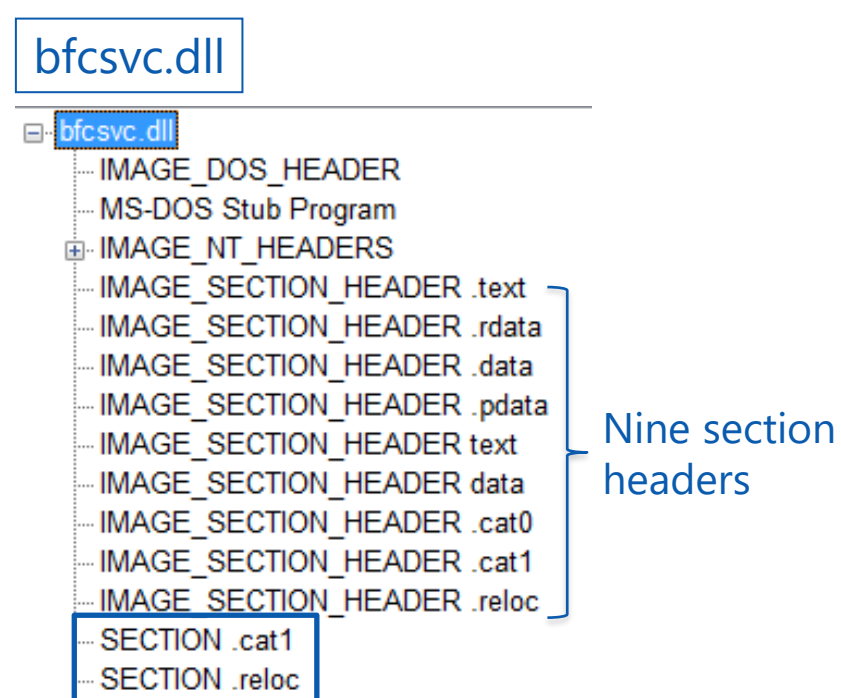 bfcsvc.dll
bfcsvc.dll
IMAGE_DOS_HEADER
MS-DOS Stub Program
IMAGE_NT_HEADERS
IMAGE_SECTION_HEADER .text
IMAGE_SECTION_HEADER .rdata
IMAGE_SECTION_HEADER .data
IMAGE_SECTION_HEADER .pdata
IMAGE_SECTION_HEADER text
IMAGE_SECTION_HEADER data
IMAGE_SECTION_HEADER .cat0
IMAGE_SECTION_HEADER .cat1
IMAGE_SECTION_HEADER .reloc
SECTION .cat1
SECTION .reloc
Nine section
headers